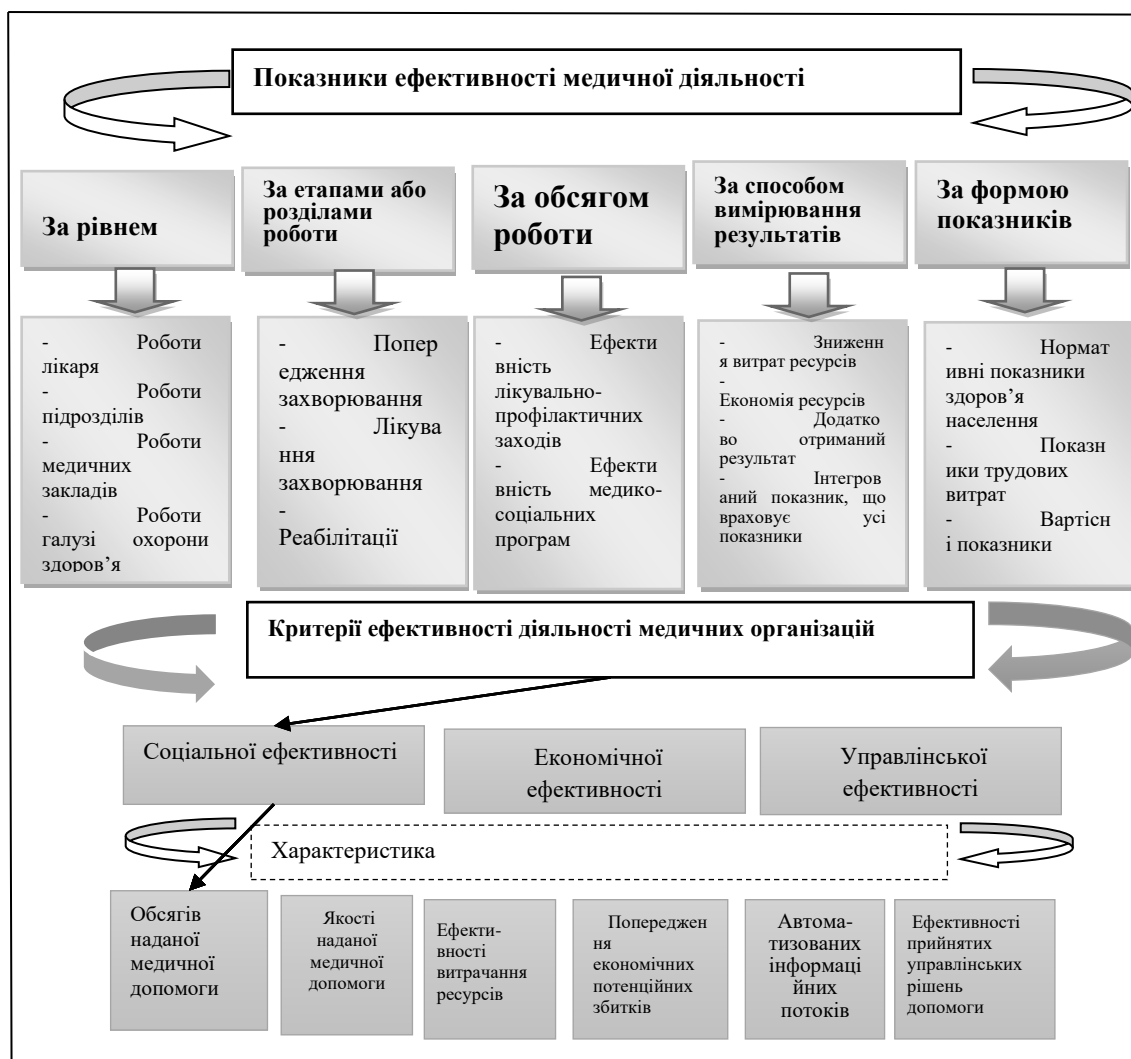 Показники ефективності медичної діяльності
За рівнем
За етапами або
розділами
роботи
За обсягом
роботи
За способом
вимірювання
результатів
За формою
показників
- Роботи
лікаря
- Роботи
підрозділів
- Роботи
медичних
закладів
- Роботи
галузі охорони
здоров’я
- Попер
едження
захворювання
- Лікува
ння
захворювання
-
Реабілітації
- Ефекти
вність
лікувально-
профілактичних
заходів
- Ефекти
вність медико-
соціальних
програм
- Зниженн
я витрат ресурсів
-
Економія ресурсів
- Додатко
во отриманий
результат
- Інтегров
аний показник, що
враховує усі
показники
- Нормат
ивні показники
здоров’я
населення
- Показн
ики трудових
витрат
- Вартісн
і показники
Критерії ефективності діяльності медичних організацій
Соціальної ефективності
Економічної
ефективності
Управлінської
ефективності
Характеристика
Обсягів
наданої
медичної
допомоги
Якості
наданої
медичної
допомоги
Ефекти-
вності
витрачання
ресурсів
Попереджен
ня
економічних
потенційних
збитків
Автома-
тизованих
інформаці
йних
потоків
Ефективності
прийнятих
управлінських
рішень
допомоги